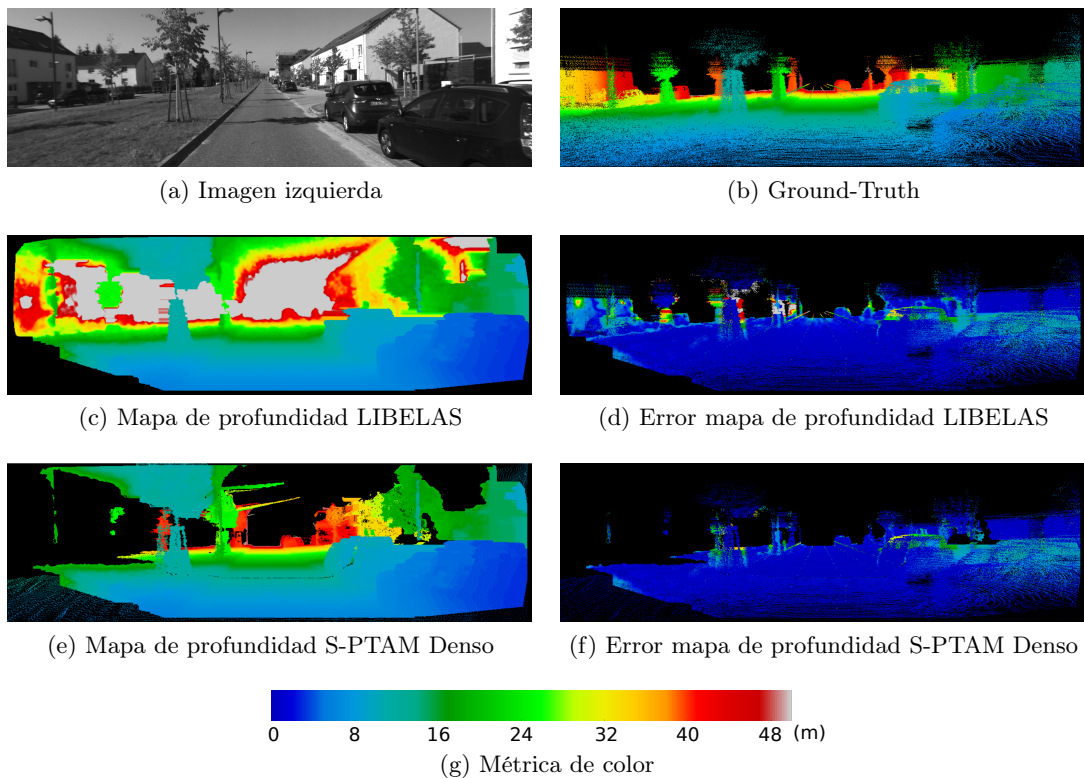 (a) Imagen izquierda
(b) Ground-Truth
(c) Mapa de profundidad LIBELAS
(d) Error mapa de profundidad LIBELAS
(e) Mapa de profundidad S-PTAM Denso
(f) Error mapa de profundidad S-PTAM Denso
0 8 16 24 32 40 48 (m)
(g) Métrica de color